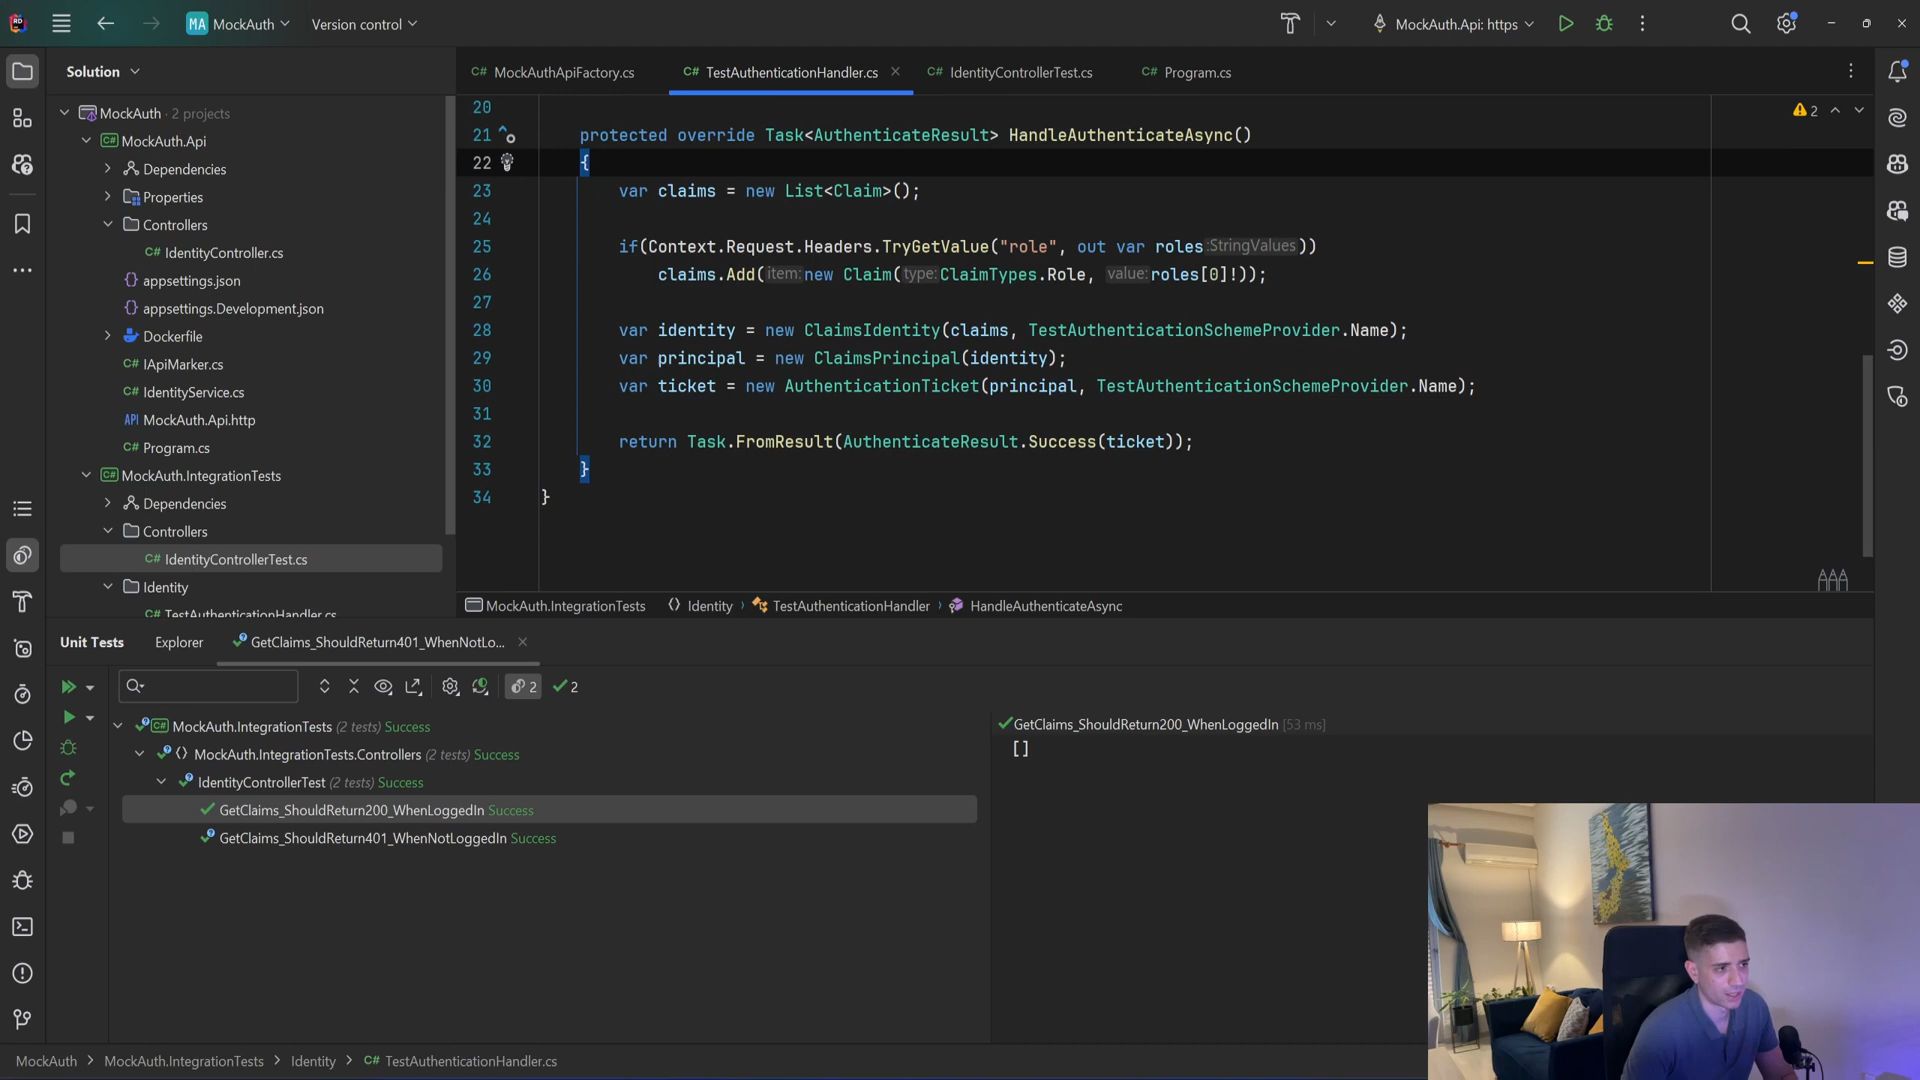 MA MockAuth
Version control
MockAuth.Api: https
Solution
MockAuth · 2 projects
C# MockAuth.Api
Dependencies
Properties
Controllers
C# IdentityController.cs
{} appsettings.json
{} appsettings.Development.json
Dockerfile
C# IApiMarker.cs
C# IdentityService.cs
API MockAuth.Api.http
C# Program.cs
C# MockAuth.IntegrationTests
Dependencies
Controllers
C# IdentityControllerTest.cs
Identity
TestAuthenticationHandler.cs
C# MockAuthApiFactory.cs
C# TestAuthenticationHandler.cs
C# IdentityControllerTest.cs
C# Program.cs
2
20
21 protected override Task<AuthenticateResult> HandleAuthenticateAsync()
22 {
23 var claims = new List<Claim>();
24
25 if(Context.Request.Headers.TryGetValue("role", out var roles :StringValues))
26 claims.Add( item: new Claim( type: ClaimTypes.Role, value: roles[0]!));
27
28 var identity = new ClaimsIdentity(claims, TestAuthenticationSchemeProvider.Name);
29 var principal = new ClaimsPrincipal(identity);
30 var ticket = new AuthenticationTicket(principal, TestAuthenticationSchemeProvider.Name);
31
32 return Task.FromResult(AuthenticateResult.Success(ticket));
33 }
34 }
MockAuth.IntegrationTests
Identity
TestAuthenticationHandler
HandleAuthenticateAsync
Unit Tests
Explorer
GetClaims_ShouldReturn401_WhenNotLo...
2
2
C# MockAuth.IntegrationTests (2 tests) Success
MockAuth.IntegrationTests.Controllers (2 tests) Success
IdentityControllerTest (2 tests) Success
GetClaims_ShouldReturn200_WhenLoggedIn Success
GetClaims_ShouldReturn401_WhenNotLoggedIn Success
GetClaims_ShouldReturn200_WhenLoggedIn [53 ms]
[]
MockAuth > MockAuth.IntegrationTests > Identity > C# TestAuthenticationHandler.cs